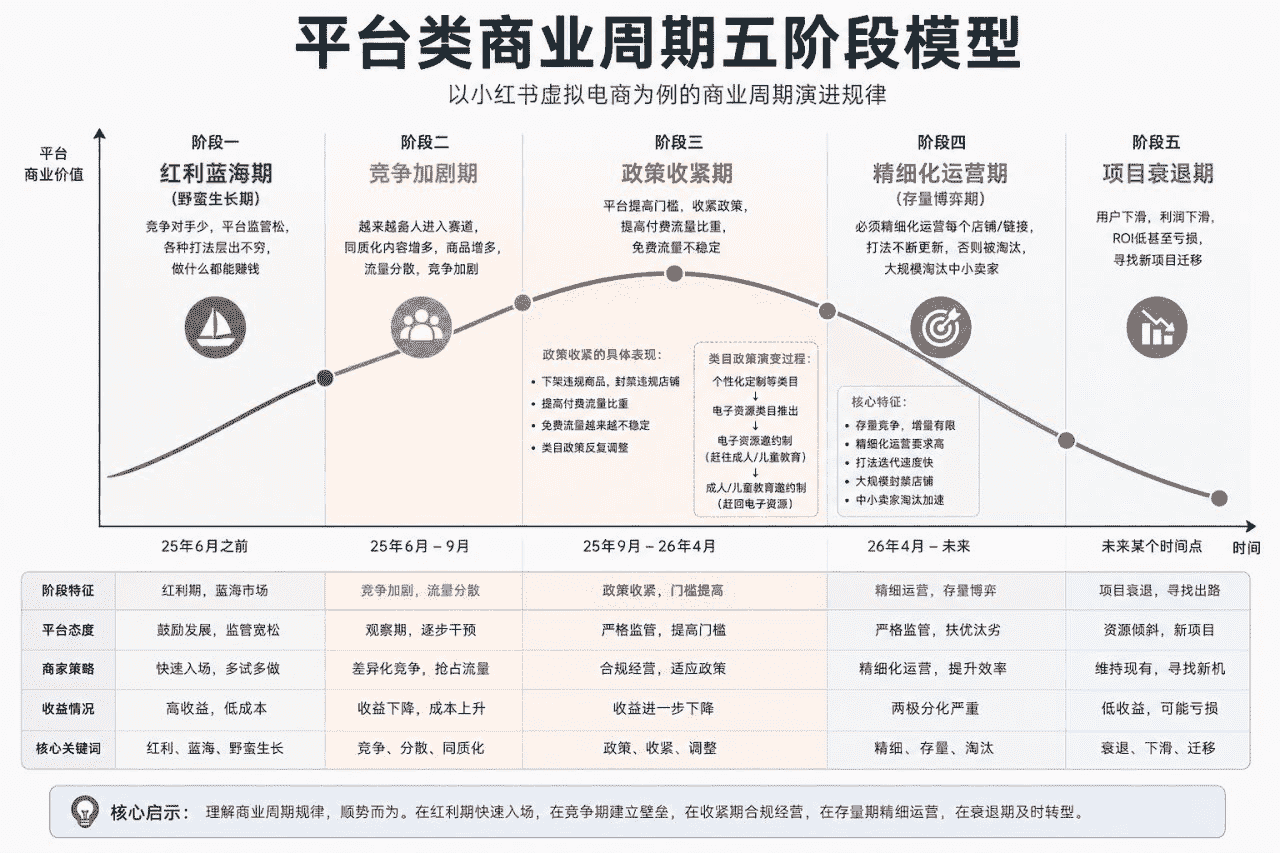 平台类商业周期五阶段模型
以小红书虚拟电商为例的商业周期演进规律
平台
商业价值
阶段一
红利蓝海期
(野蛮生长期)
竞争对手少，平台监管松，
各种打法层出不穷，
做什么都能赚钱
阶段二
竞争加剧期
越来越多人进入赛道，
同质化内容增多，商品增多，
流量分散，竞争加剧
阶段三
政策收紧期
平台提高门槛，收紧政策，
提高付费流量比重，
免费流量不稳定
阶段四
精细化运营期
(存量博弈期)
必须精细化运营每个店铺/链接，
打法不断更新，否则被淘汰，
大规模淘汰中小卖家
阶段五
项目衰退期
用户下滑，利润下滑，
ROI低甚至亏损，
寻找新项目迁移
政策收紧的具体表现：
• 下架违规商品，封禁违规店铺
• 提高付费流量比重
• 免费流量越来越不稳定
• 类目政策反复调整
类目政策演变过程：
个性化定制等类目
↓
电子资源类目推出
↓
电子资源邀约制
(赶往成人/儿童教育)
↓
成人/儿童教育邀约制
(赶回电子资源)
核心特征：
• 存量竞争，增量有限
• 精细化运营要求高
• 打法迭代速度快
• 大规模封禁店铺
• 中小卖家淘汰加速
25年6月之前
25年6月 – 9月
25年9月 – 26年4月
26年4月 – 未来
未来某个时间点
时间
阶段特征 红利期，蓝海市场 竞争加剧，流量分散 政策收紧，门槛提高 精细运营，存量博弈 项目衰退，寻找出路
平台态度 鼓励发展，监管宽松 观察期，逐步干预 严格监管，提高门槛 严格监管，扶优汰劣 资源倾斜，新项目
商家策略 快速入场，多试多做 差异化竞争，抢占流量 合规经营，适应政策 精细化运营，提升效率 维持现有，寻找新机
收益情况 高收益，低成本 收益下降，成本上升 收益进一步下降 两极分化严重 低收益，可能亏损
核心关键词 红利、蓝海、野蛮生长 竞争、分散、同质化 政策、收紧、调整 精细、存量、淘汰 衰退、下滑、迁移
核心启示： 理解商业周期规律，顺势而为。在红利期快速入场，在竞争期建立壁垒，在收紧期合规经营，在存量期精细运营，在衰退期及时转型。